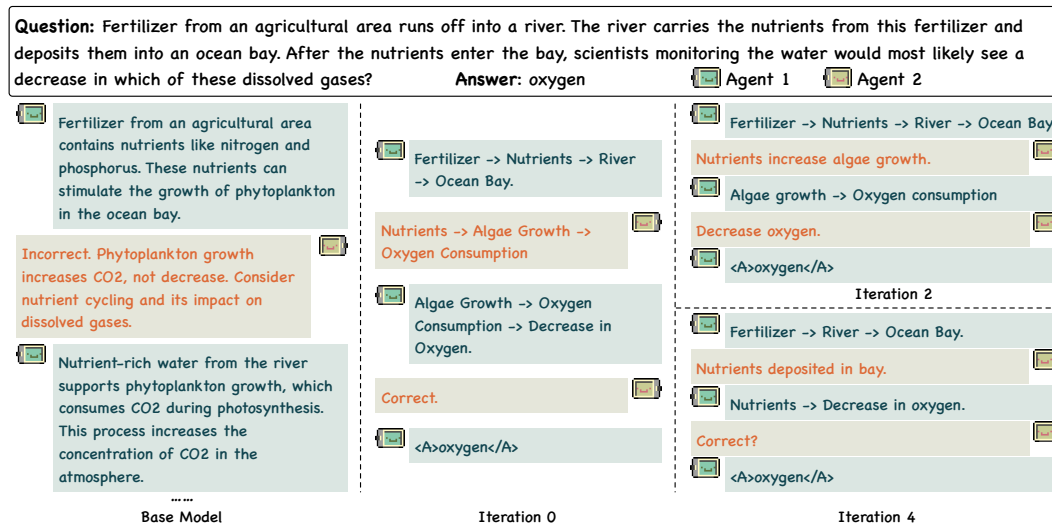 Question: Fertilizer from an agricultural area runs off into a river. The river carries the nutrients from this fertilizer and
deposits them into an ocean bay. After the nutrients enter the bay, scientists monitoring the water would most likely see a
decrease in which of these dissolved gases? Answer: oxygen Agent 1 Agent 2
Fertilizer from an agricultural area
contains nutrients like nitrogen and
phosphorus. These nutrients can
stimulate the growth of phytoplankton
in the ocean bay.
Incorrect. Phytoplankton growth
increases CO2, not decrease. Consider
nutrient cycling and its impact on
dissolved gases.
Nutrient-rich water from the river
supports phytoplankton growth, which
consumes CO2 during photosynthesis.
This process increases the
concentration of CO2 in the
atmosphere.
......
Base Model
Fertilizer -> Nutrients -> River
-> Ocean Bay.
Nutrients -> Algae Growth ->
Oxygen Consumption
Algae Growth -> Oxygen
Consumption -> Decrease in
Oxygen.
Correct.
<A>oxygen</A>
Iteration 0
Fertilizer -> Nutrients -> River -> Ocean Bay
Nutrients increase algae growth.
Algae growth -> Oxygen consumption
Decrease oxygen.
<A>oxygen</A>
Iteration 2
Fertilizer -> River -> Ocean Bay.
Nutrients deposited in bay.
Nutrients -> Decrease in oxygen.
Correct?
<A>oxygen</A>
Iteration 4